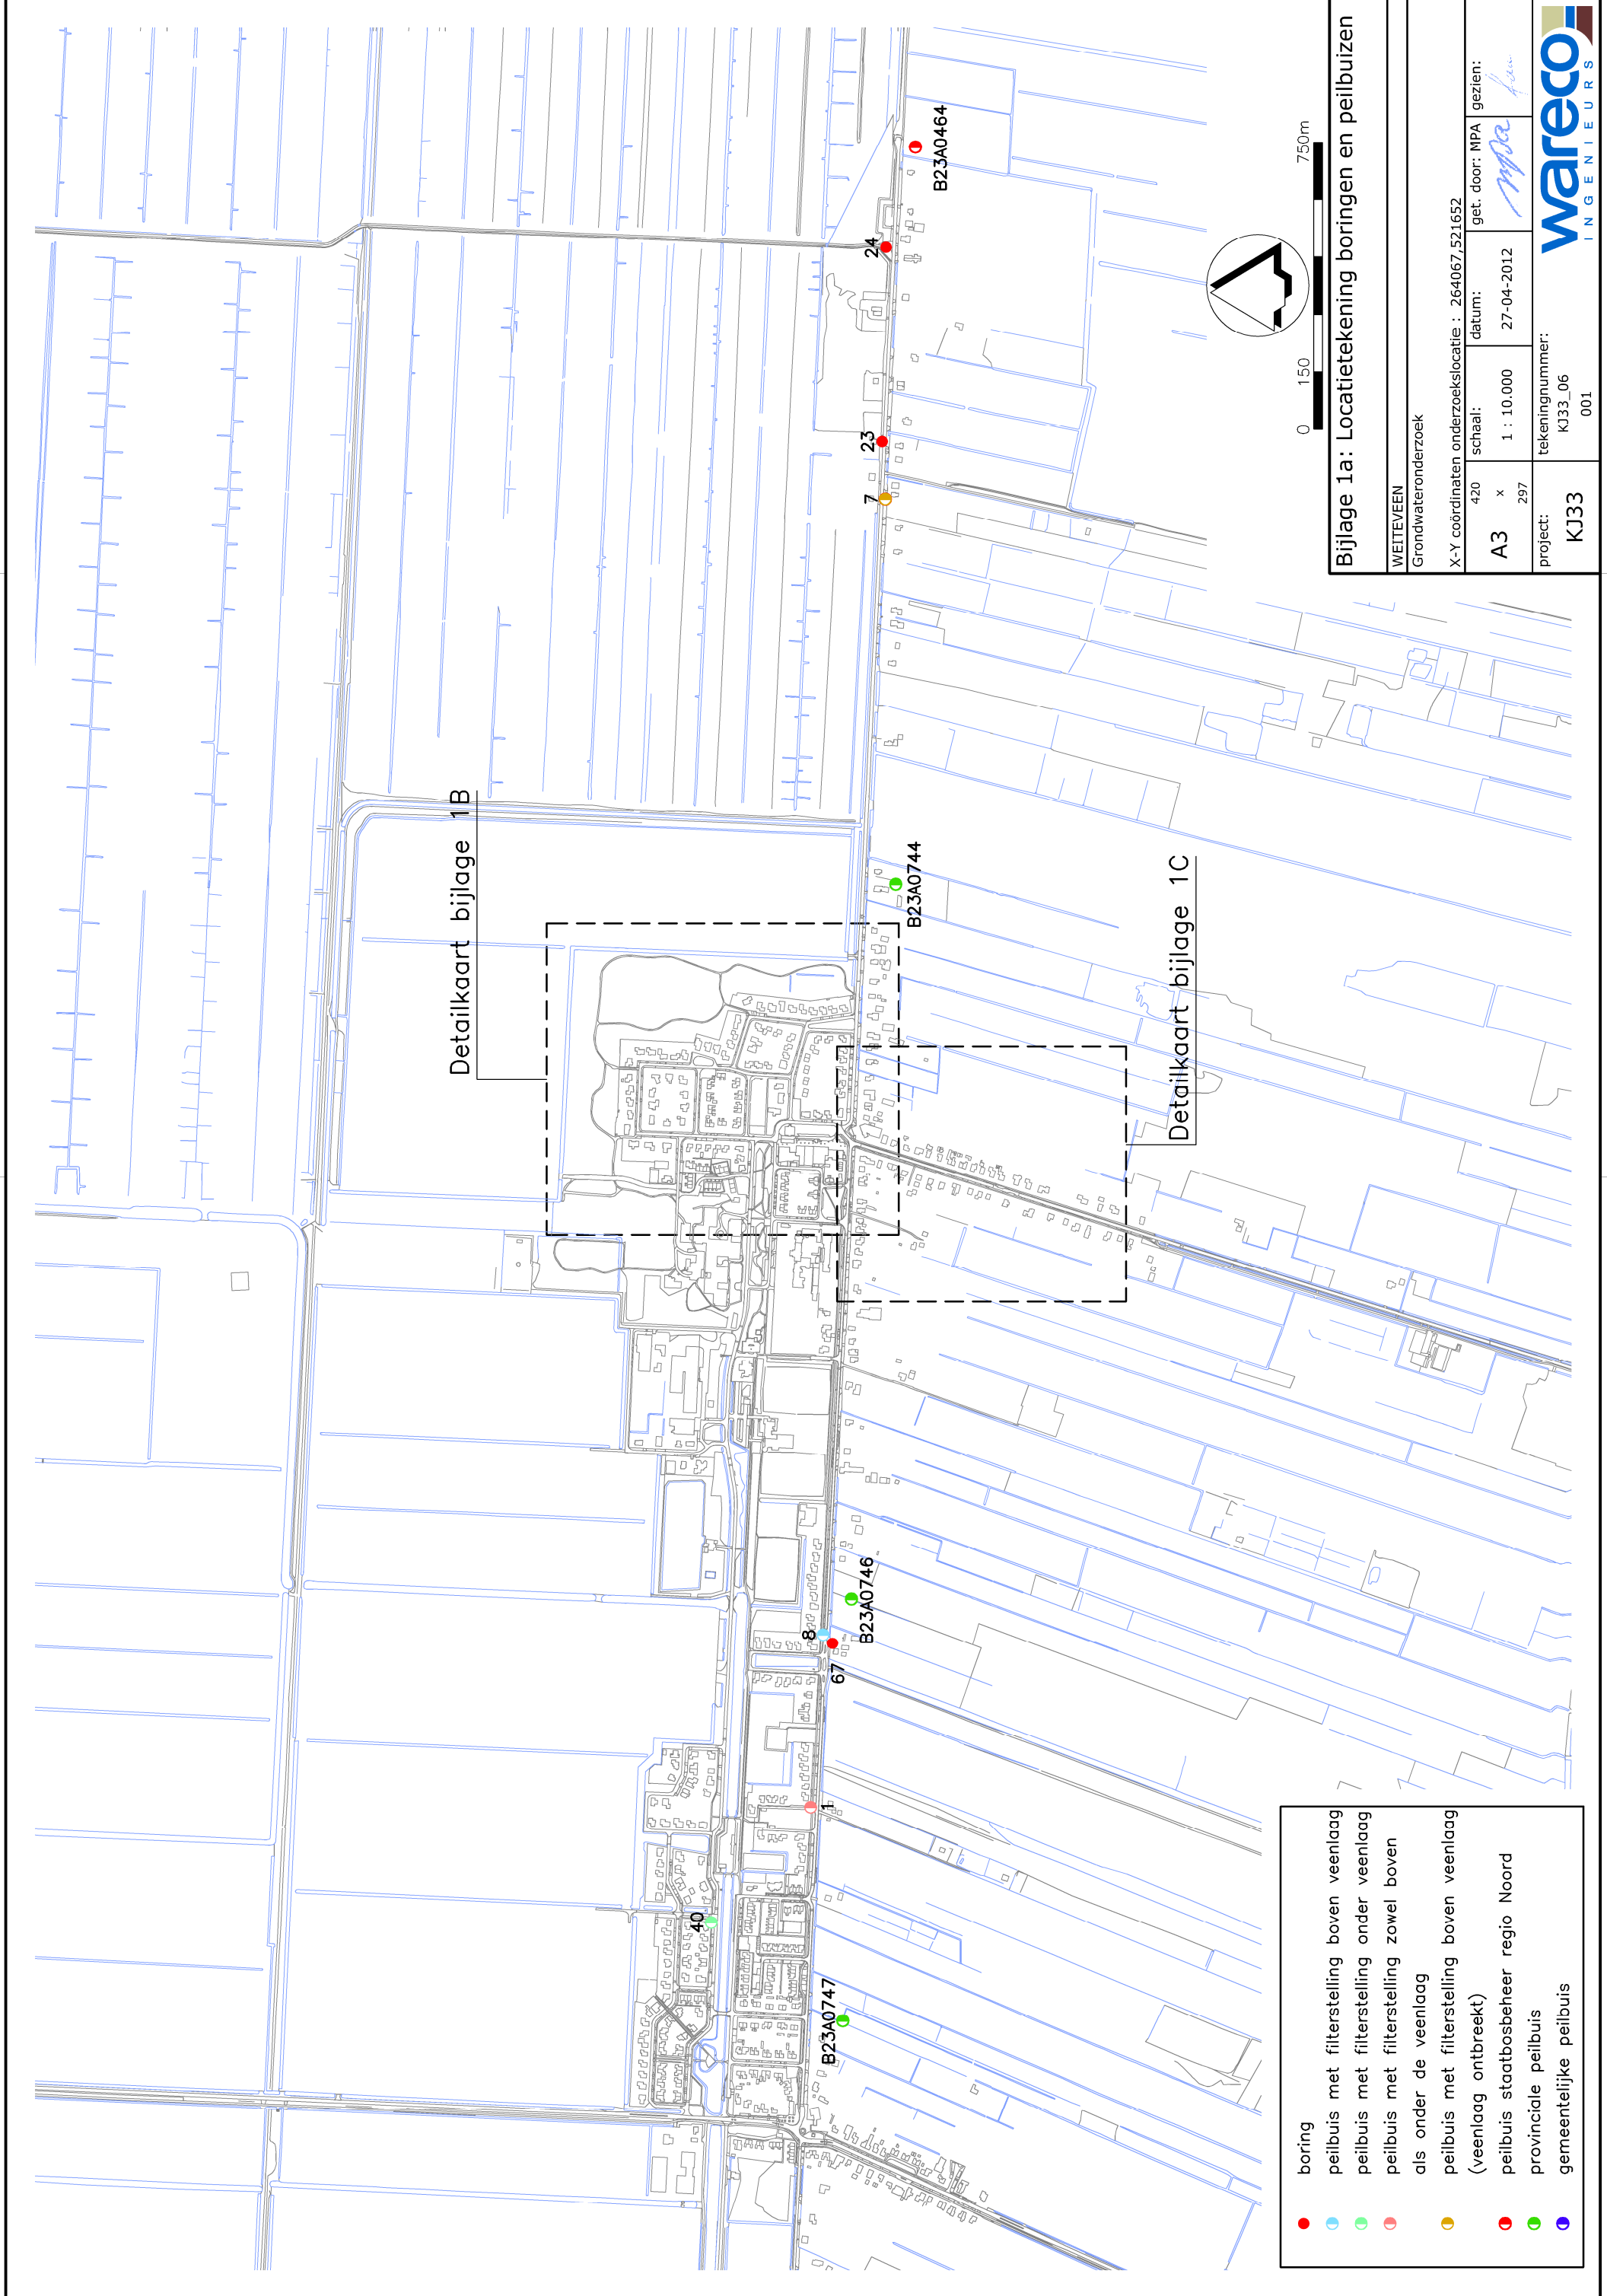 Detailkaart bijlage 1B
Detailkaart bijlage 1C
40
B23A0747
1
8
67
B23A0746
B23A0744
7
23
24
B23A0464
boring
peilbuis met filterstelling boven veenlaag
peilbuis met filterstelling onder veenlaag
peilbuis met filterstelling zowel boven
als onder de veenlaag
peilbuis met filterstelling boven veenlaag
(veenlaag ontbreekt)
peilbuis staatbosbeheer regio Noord
provinciale peilbuis
gemeentelijke peilbuis
0 150 750m
Bijlage 1a: Locatietekening boringen en peilbuizen
WEITEVEEN
Grondwateronderzoek
X-Y coördinaten onderzoekslocatie : 264067,521652
A3
420
x
297
schaal:
1 : 10.000
datum:
27-04-2012
get. door: MPA
mpa
gezien:
project:
KJ33
tekeningnummer:
KJ33_06
001
wareco
INGENIEURS